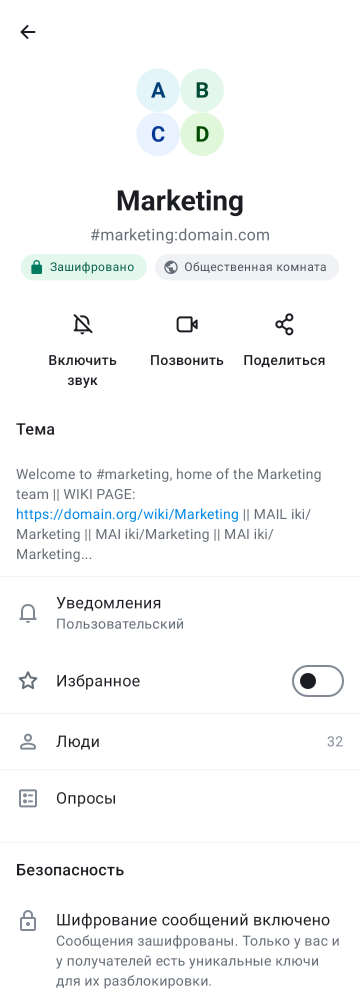 A B
C D
Marketing
#marketing:domain.com
Зашифровано Общественная комната
Включить звук Позвонить Поделиться
Тема
Welcome to #marketing, home of the Marketing
team || WIKI PAGE:
https://domain.org/wiki/Marketing || MAIL iki/
Marketing || MAI iki/Marketing || MAI iki/
Marketing...
Уведомления
Пользовательский
Избранное
Люди 32
Опросы
Безопасность
Шифрование сообщений включено
Сообщения зашифрованы. Только у вас и
у получателей есть уникальные ключи
для их разблокировки.